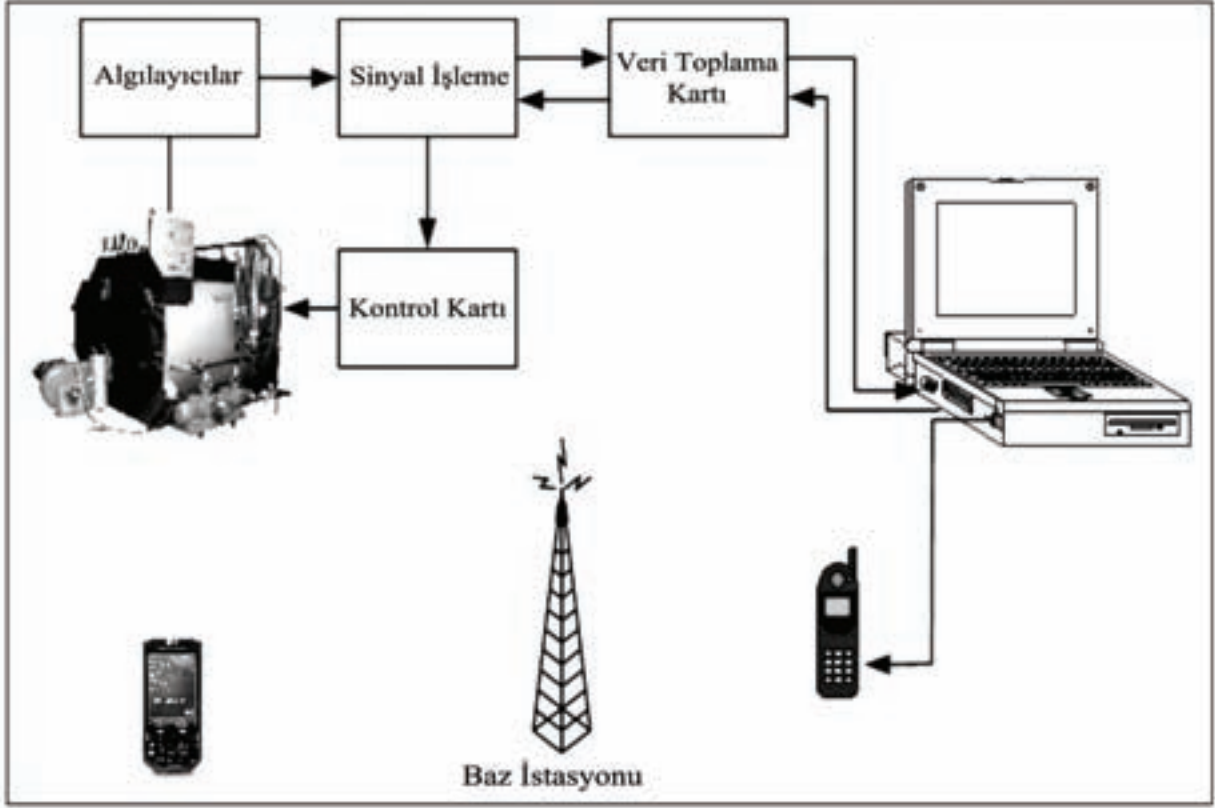 Algılayıcılar
Sinyal İşleme
Veri Toplama
Kartı
Kontrol Kartı
Baz İstasyonu